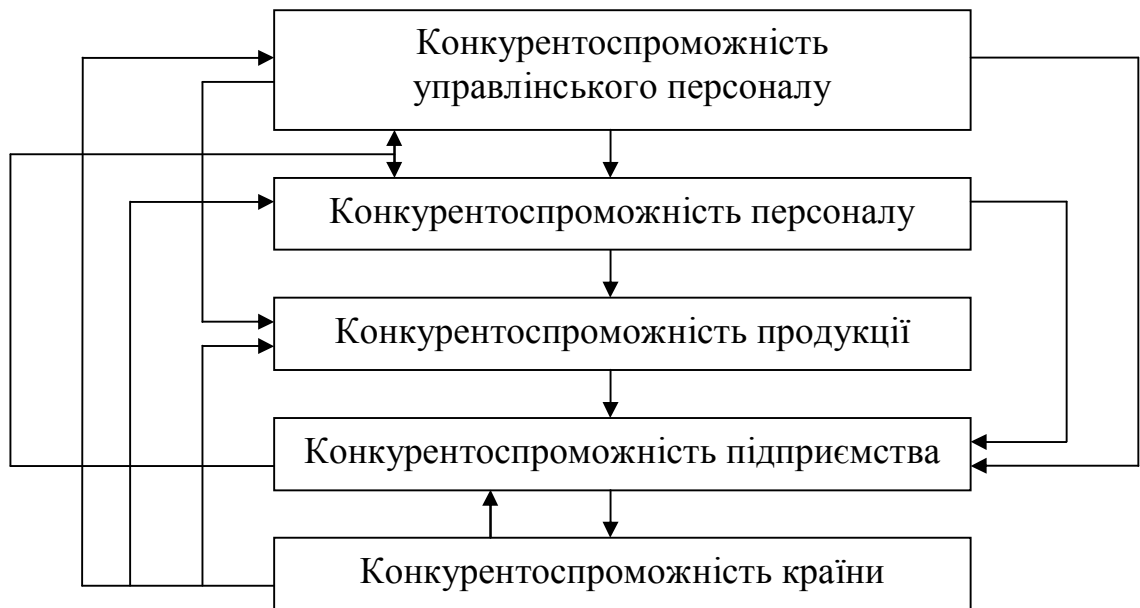 Конкурентоспроможність
управлінського персоналу
Конкурентоспроможність персоналу
Конкурентоспроможність продукції
Конкурентоспроможність підприємства
Конкурентоспроможність країни